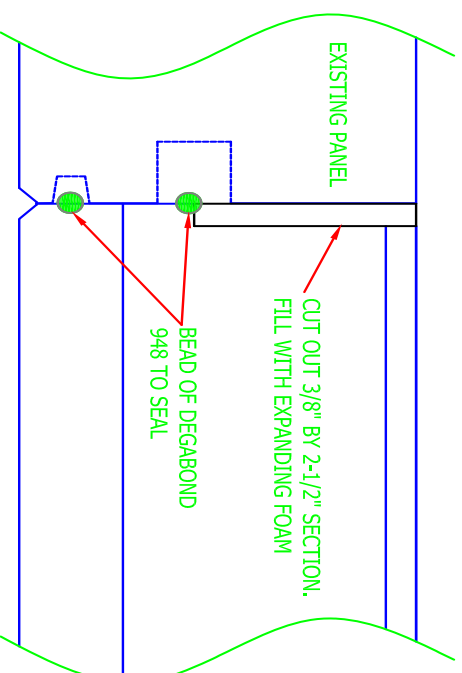 EXISTING PANEL
CUT OUT 3/8" BY 2-1/2" SECTION.
FILL WITH EXPANDING FOAM
BEAD OF DEGABOND
948 TO SEAL